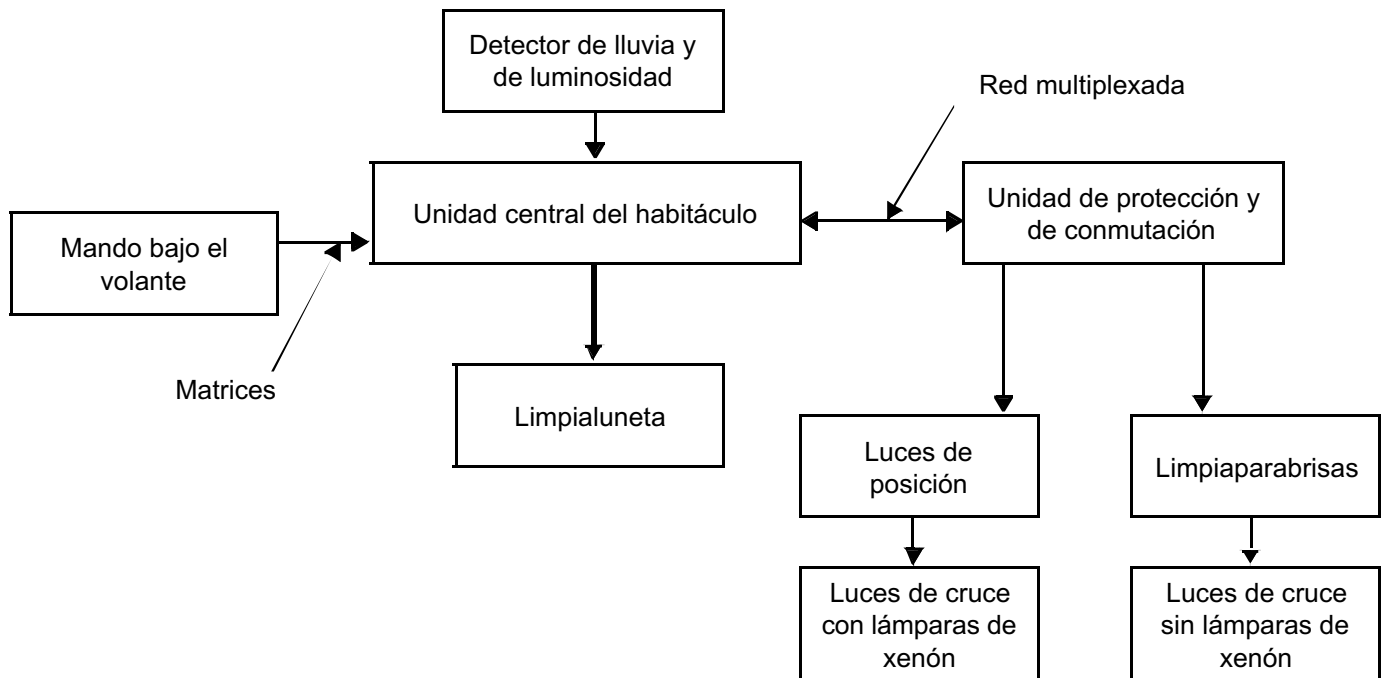 Detector de lluvia y
de luminosidad
Red multiplexada
Unidad central del habitáculo
Unidad de protección y
de conmutación
Mando bajo el
volante
Matrices
Limpialuneta
Luces de
posición
Limpiaparabrisas
Luces de cruce
con lámparas de
xenón
Luces de cruce
sin lámparas de
xenón